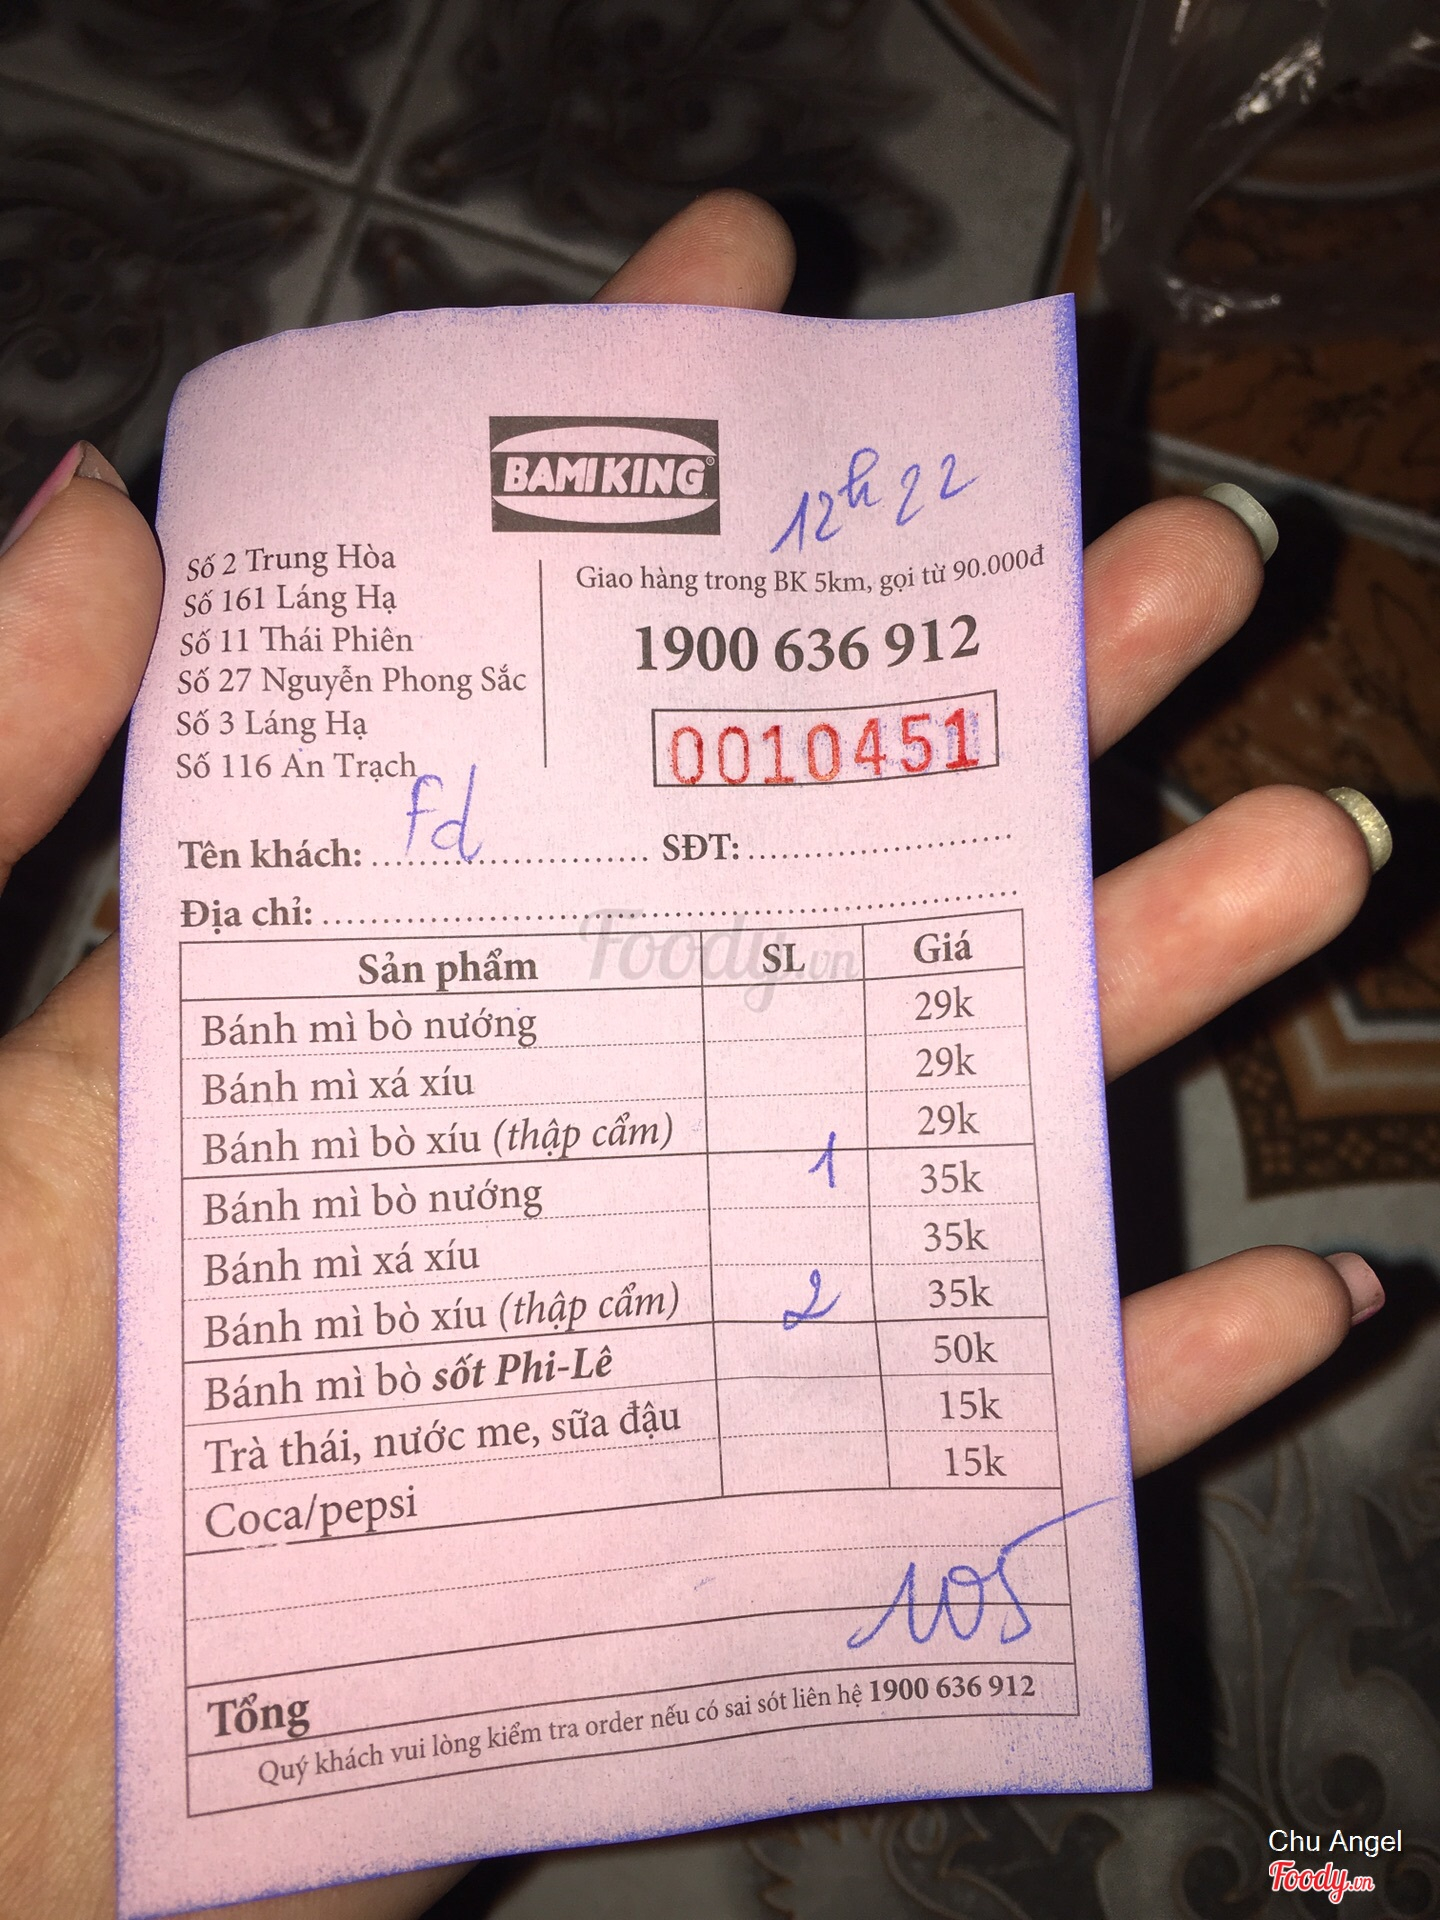 BAMIKING®
12h22
Số 2 Trung Hòa
Số 161 Láng Hạ
Số 11 Thái Phiên
Số 27 Nguyễn Phong Sắc
Số 3 Láng Hạ
Số 116 An Trạch
Giao hàng trong BK 5km, gọi từ 90.000đ
1900 636 912
0010451
Tên khách: fd SĐT:
Địa chỉ:
Foody.vn
Sản phẩm SL Giá
Bánh mì bò nướng 29k
Bánh mì xá xíu 29k
Bánh mì bò xíu (thập cẩm) 29k
Bánh mì bò nướng 1 35k
Bánh mì xá xíu 35k
Bánh mì bò xíu (thập cẩm) 2 35k
Bánh mì bò sốt Phi-Lê 50k
Trà thái, nước me, sữa đậu 15k
Coca/pepsi 15k
105
Tổng
Quý khách vui lòng kiểm tra order nếu có sai sót liên hệ 1900 636 912
Chu Angel
Foody.vn